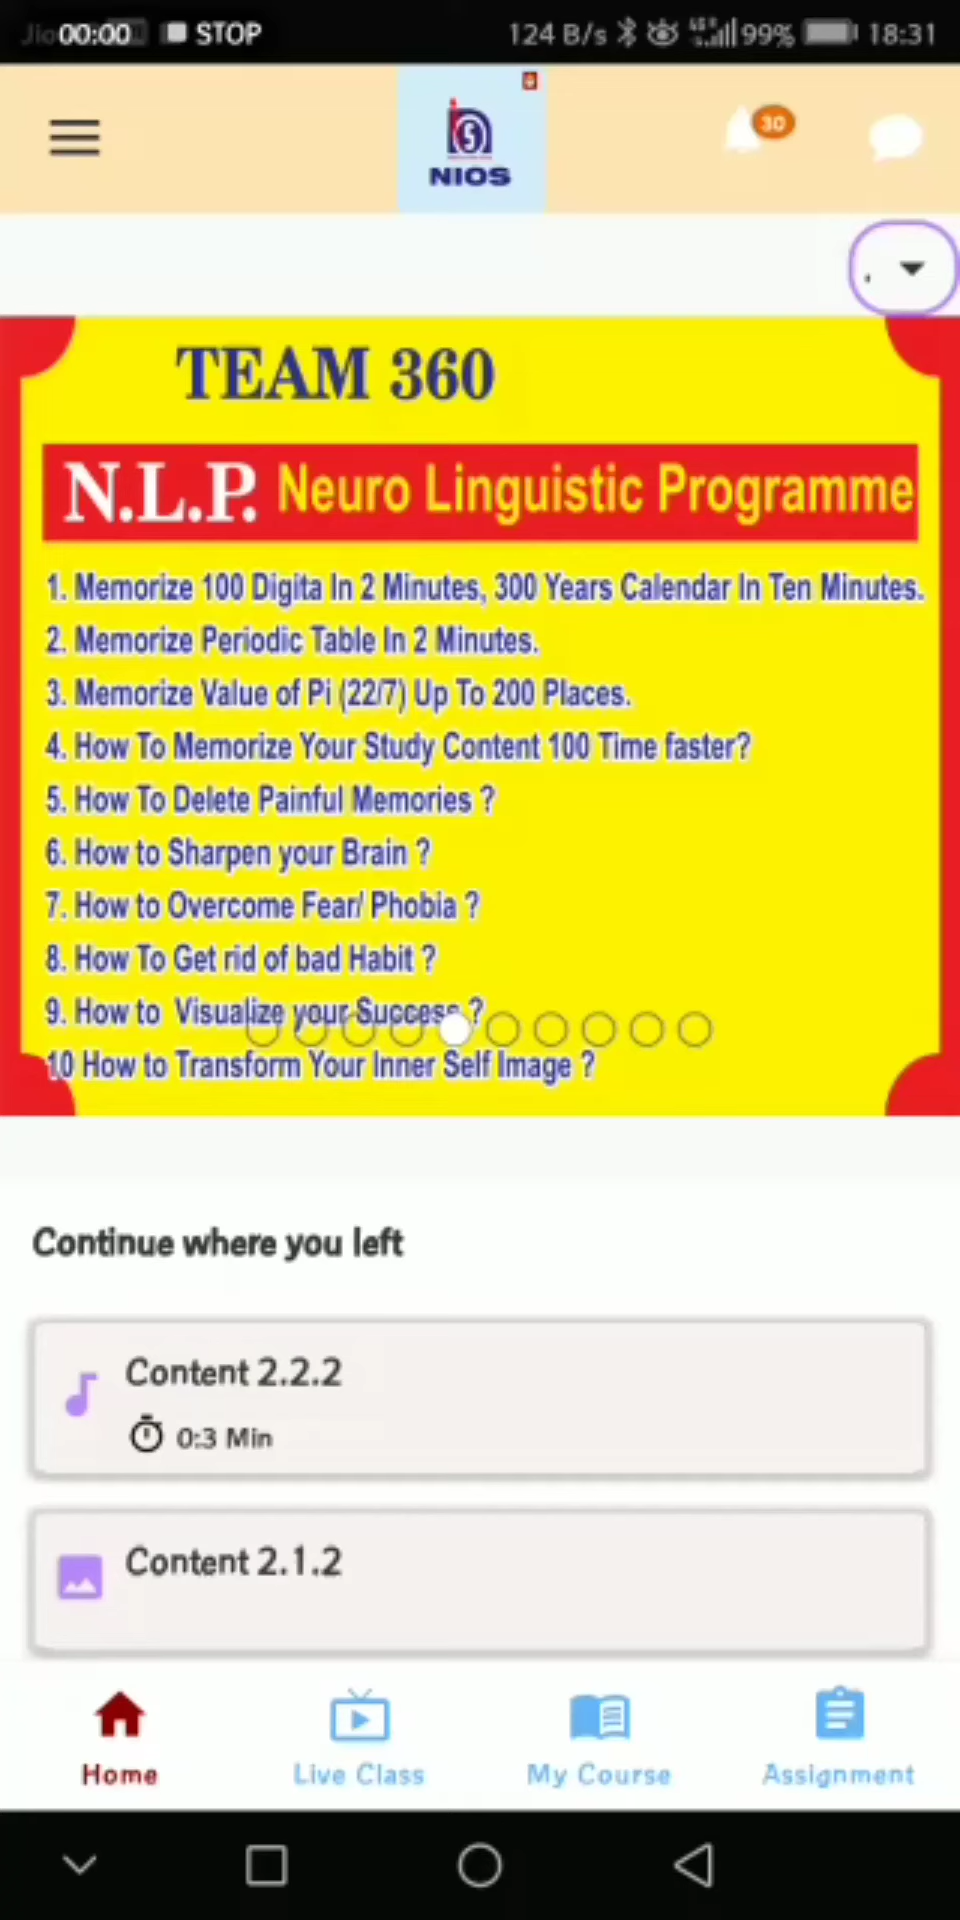 00:00 STOP 124 B/s 99% 18:31
30
NIOS
TEAM 360
N.L.P. Neuro Linguistic Programme
1. Memorize 100 Digita In 2 Minutes, 300 Years Calendar In Ten Minutes.
2. Memorize Periodic Table In 2 Minutes.
3. Memorize Value of Pi (22/7) Up To 200 Places.
4. How To Memorize Your Study Content 100 Time faster?
5. How To Delete Painful Memories ?
6. How to Sharpen your Brain ?
7. How to Overcome Fear/ Phobia ?
8. How To Get rid of bad Habit ?
9. How to Visualize your Success ?
10 How to Transform Your Inner Self Image ?
Continue where you left
Content 2.2.2
0:3 Min
Content 2.1.2
Home Live Class My Course Assignment